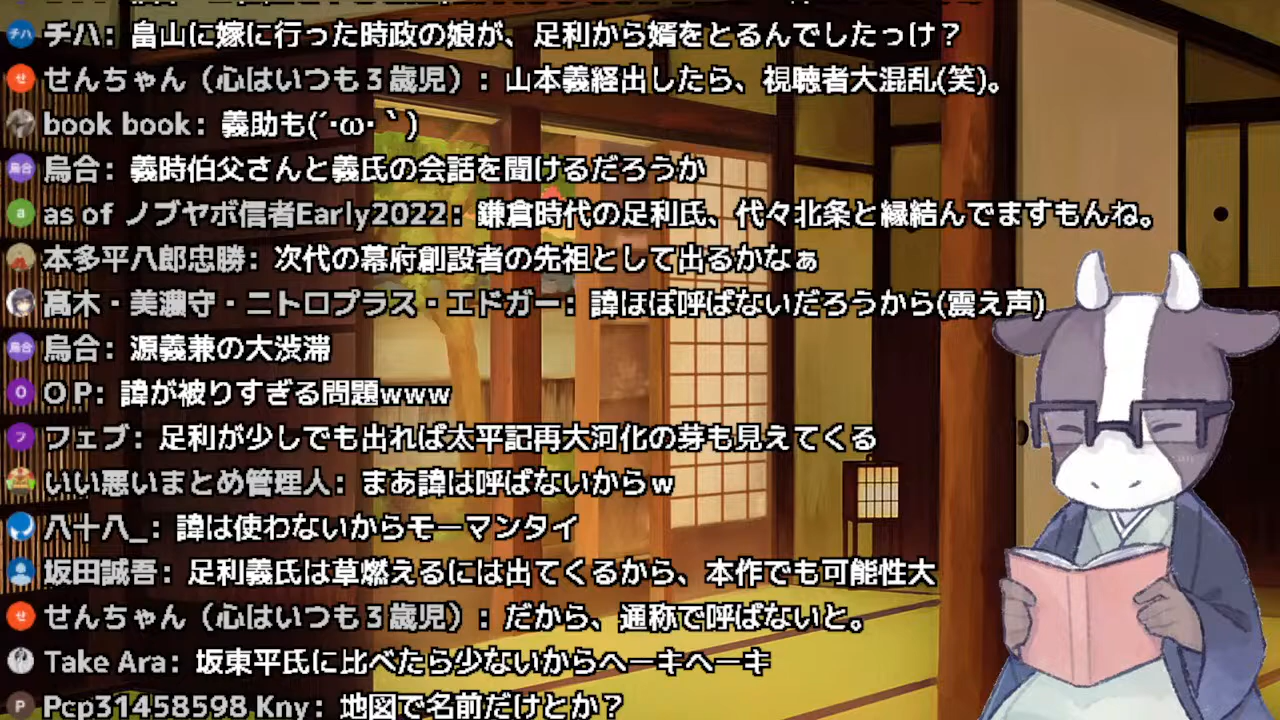 チハ: 畠山に嫁に行った時政の娘が、足利から婿をとるんでしたっけ?
せんちゃん（心はいつも３歳児）: 山本義経出したら、視聴者大混乱(笑)。
book book: 義助も(´･ω･｀)
烏合: 義時伯父さんと義氏の会話を聞けるだろうか
as of ノブヤボ信者Early2022: 鎌倉時代の足利氏、代々北条と縁結んでますもんね。
本多平八郎忠勝: 次代の幕府創設者の先祖として出るかなぁ
髙木・美濃守・ニトロプラス・エドガー: 諱ほぼ呼ばないだろうから(震え声)
烏合: 源義兼の大渋滞
ＯＰ: 諱が被りすぎる問題www
フェブ: 足利が少しでも出れば太平記再大河化の芽も見えてくる
いい悪いまとめ管理人: まあ諱は呼ばないからｗ
八十八_: 諱は使わないからモーマンタイ
坂田誠吾: 足利義氏は草燃えるには出てくるから、本作でも可能性大
せんちゃん（心はいつも３歳児）: だから、通称で呼ばないと。
Take Ara: 坂東平氏に比べたら少ないからヘーキヘーキ
Pcp31458598 Kny: 地図で名前だけとか?